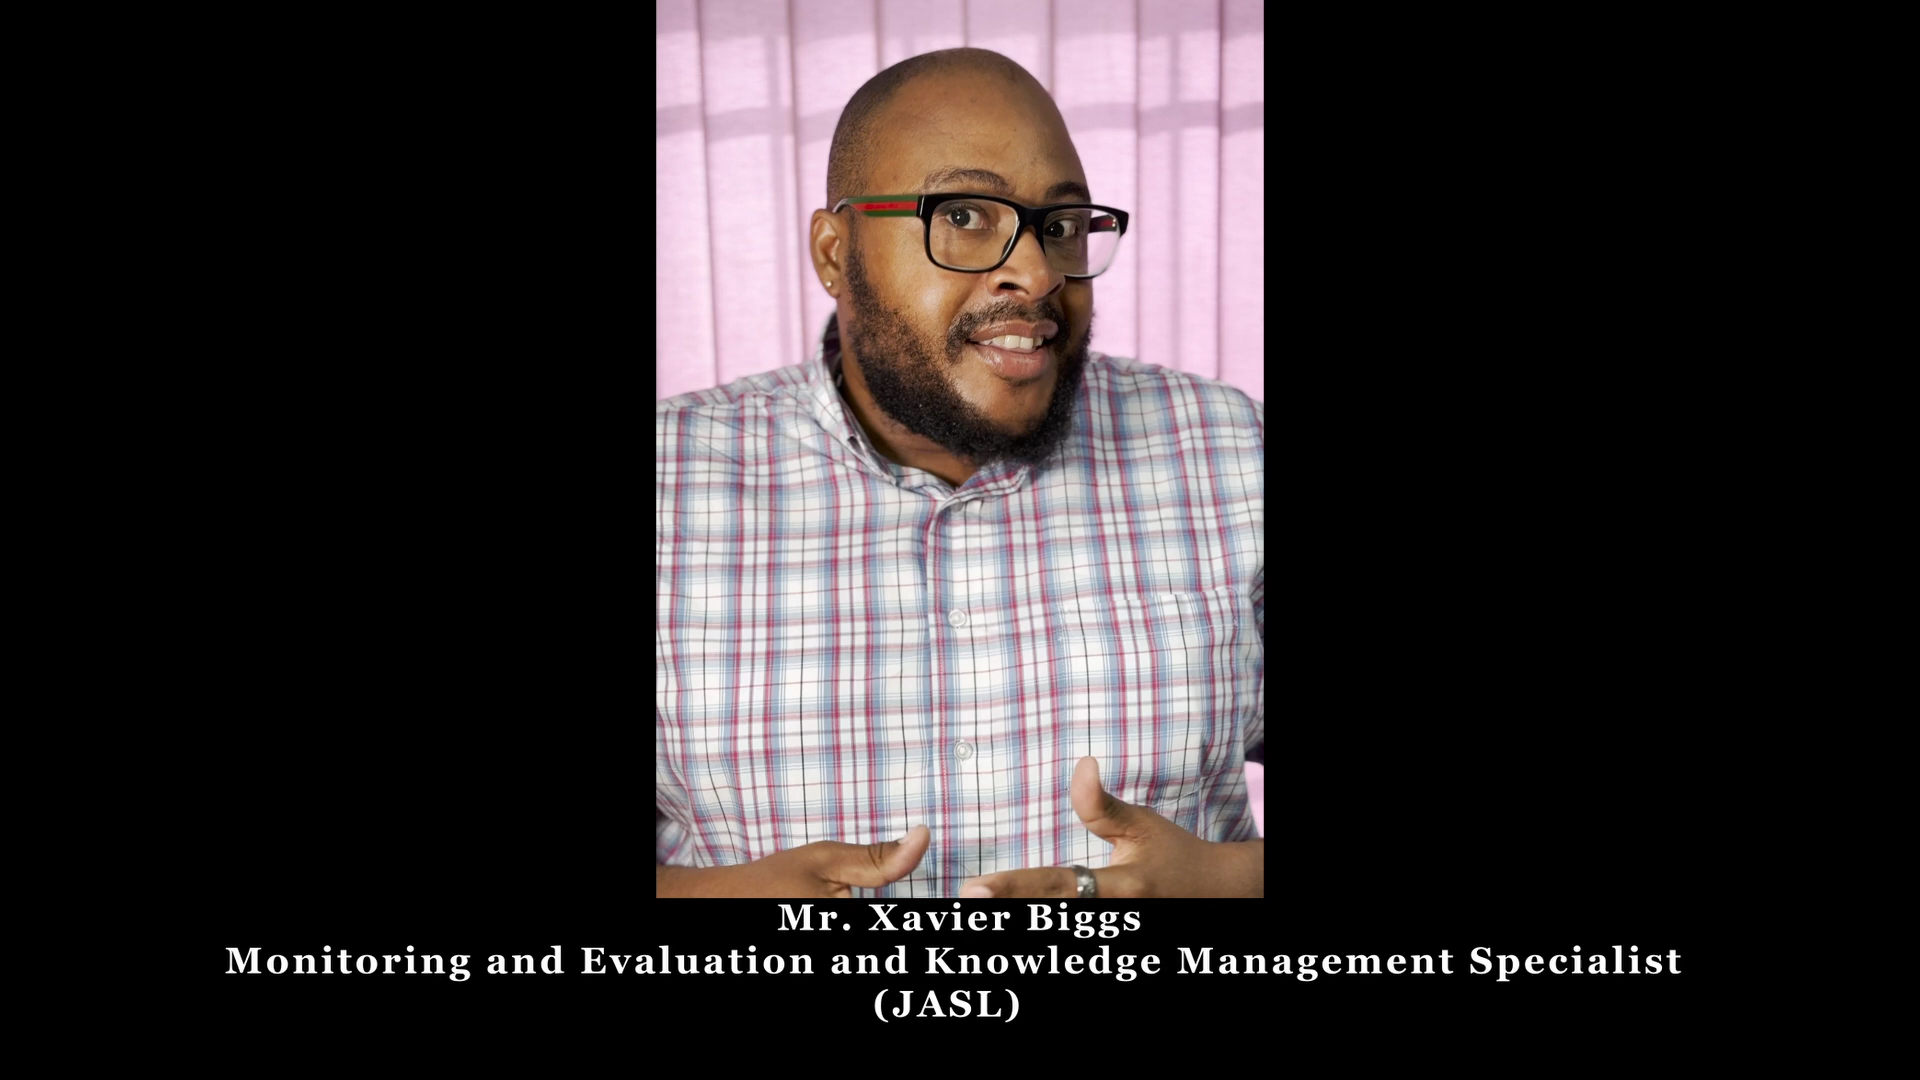 Mr. Xavier Biggs
Monitoring and Evaluation and Knowledge Management Specialist
(JASL)